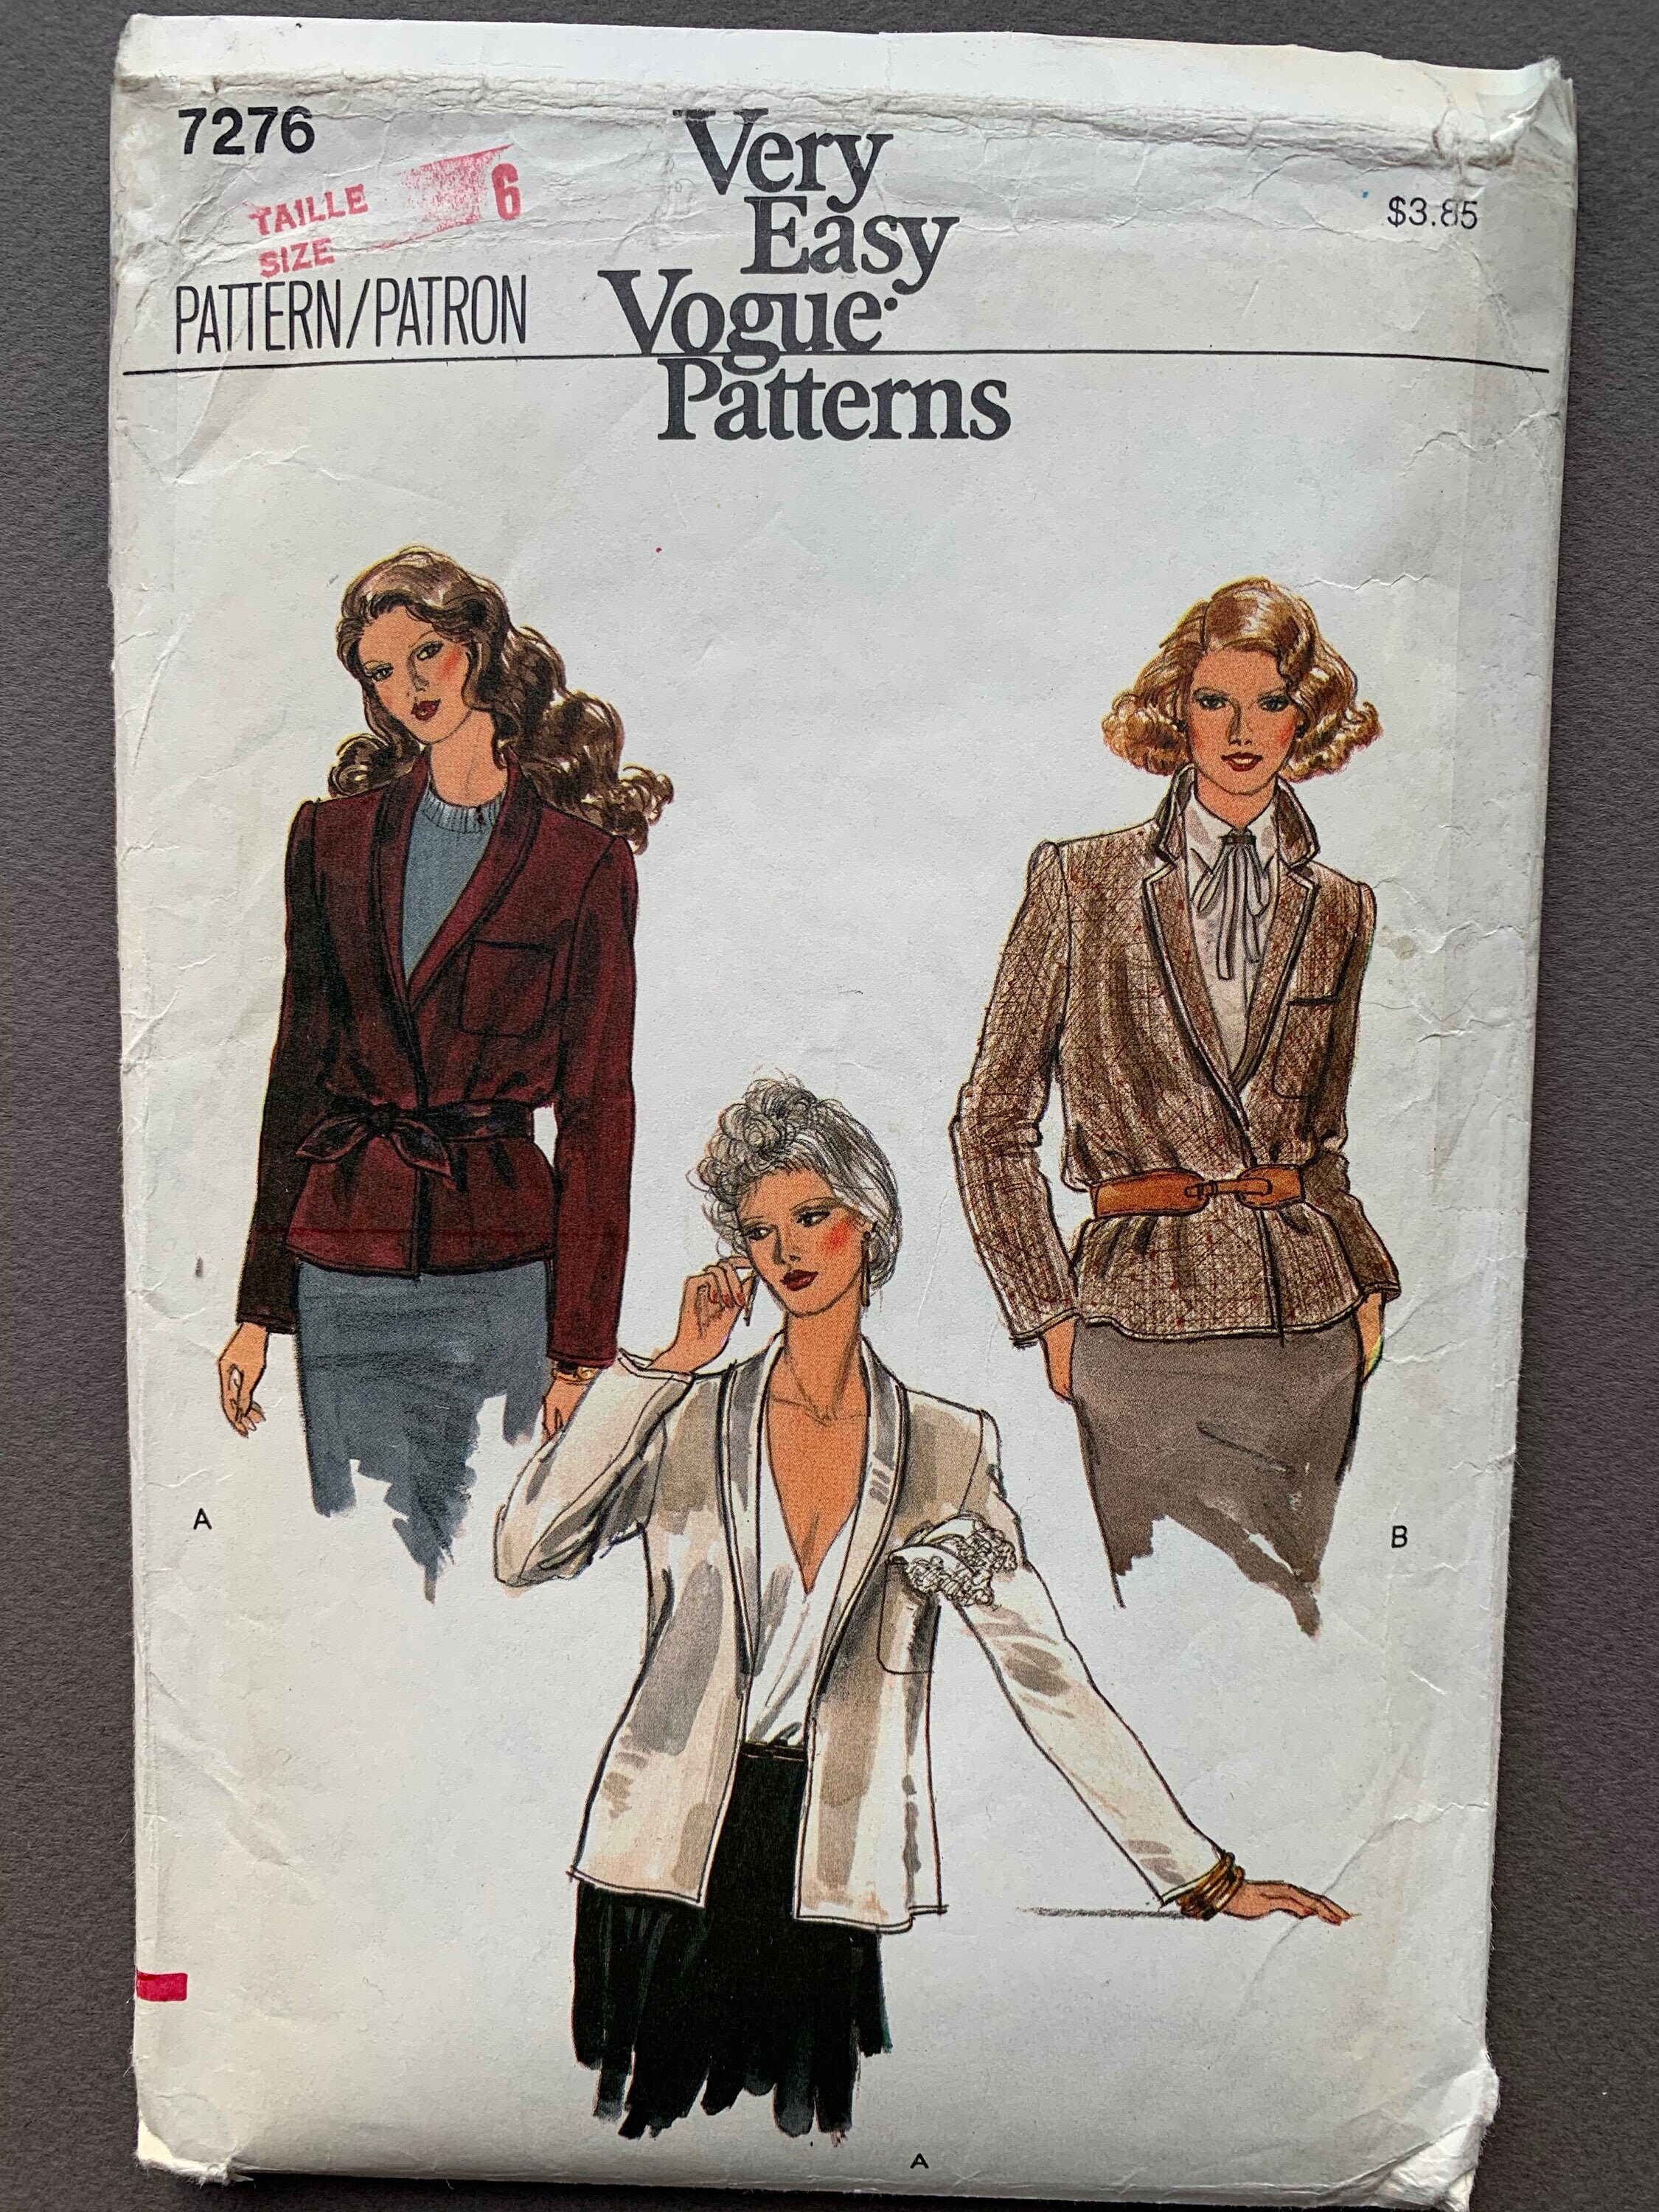 7276
TAILLE 6
SIZE
PATTERN/PATRON
Very
Easy
Vogue
Patterns
$3.85
A
B
A